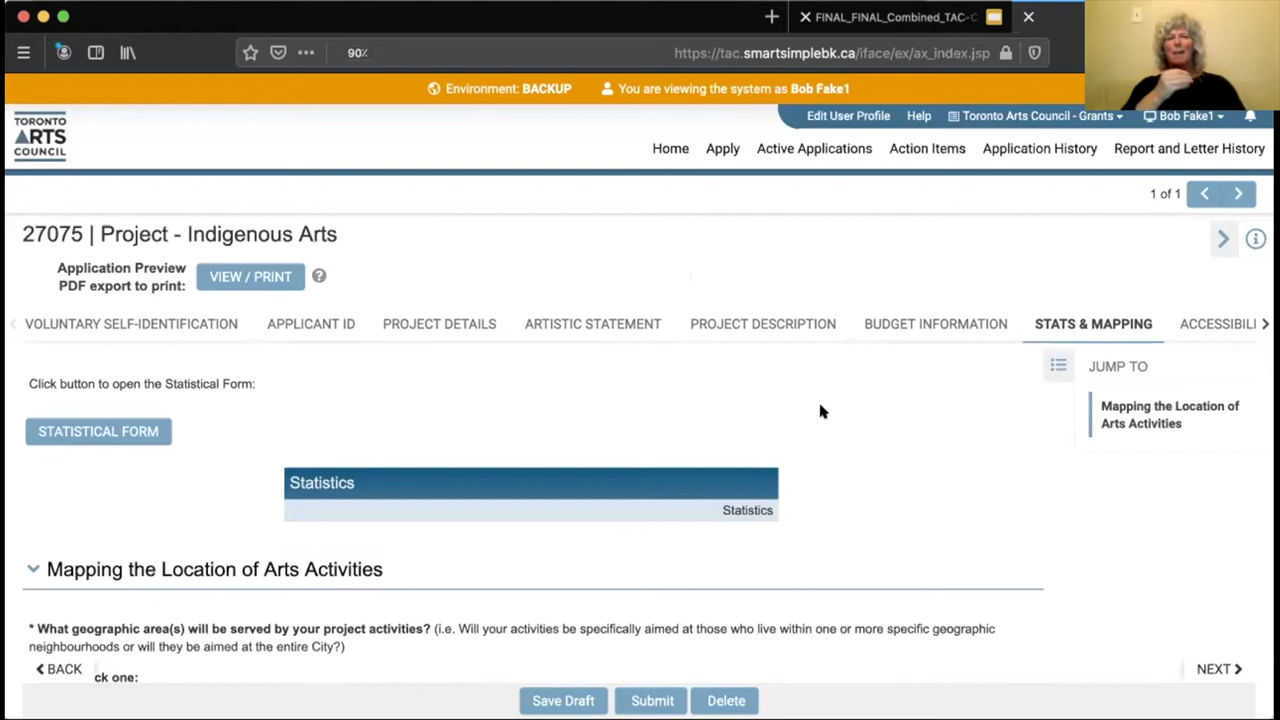 FINAL_FINAL_Combined_TAC-C
90%
https://tac.smartsimplebk.ca/iface/ex/ax_index.jsp
Environment: BACKUP
You are viewing the system as Bob Fake1
TORONTO
ARTS
COUNCIL
Edit User Profile
Help
Toronto Arts Council - Grants
Bob Fake1
Home
Apply
Active Applications
Action Items
Application History
Report and Letter History
1 of 1
27075 | Project - Indigenous Arts
Application Preview
PDF export to print:
VIEW / PRINT
VOLUNTARY SELF-IDENTIFICATION
APPLICANT ID
PROJECT DETAILS
ARTISTIC STATEMENT
PROJECT DESCRIPTION
BUDGET INFORMATION
STATS & MAPPING
ACCESSIBILI
JUMP TO
Mapping the Location of
Arts Activities
Click button to open the Statistical Form:
STATISTICAL FORM
Statistics
Statistics
Mapping the Location of Arts Activities
* What geographic area(s) will be served by your project activities? (i.e. Will your activities be specifically aimed at those who live within one or more specific geographic
neighbourhoods or will they be aimed at the entire City?)
BACK
ck one:
NEXT
Save Draft
Submit
Delete